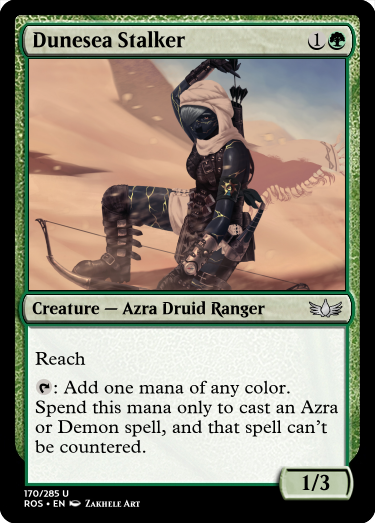 Dunesea Stalker 1
Creature — Azra Druid Ranger
Reach
: Add one mana of any color.
Spend this mana only to cast an Azra
or Demon spell, and that spell can't
be countered.
1/3
170/285 U
ROS • EN Zakhele Art